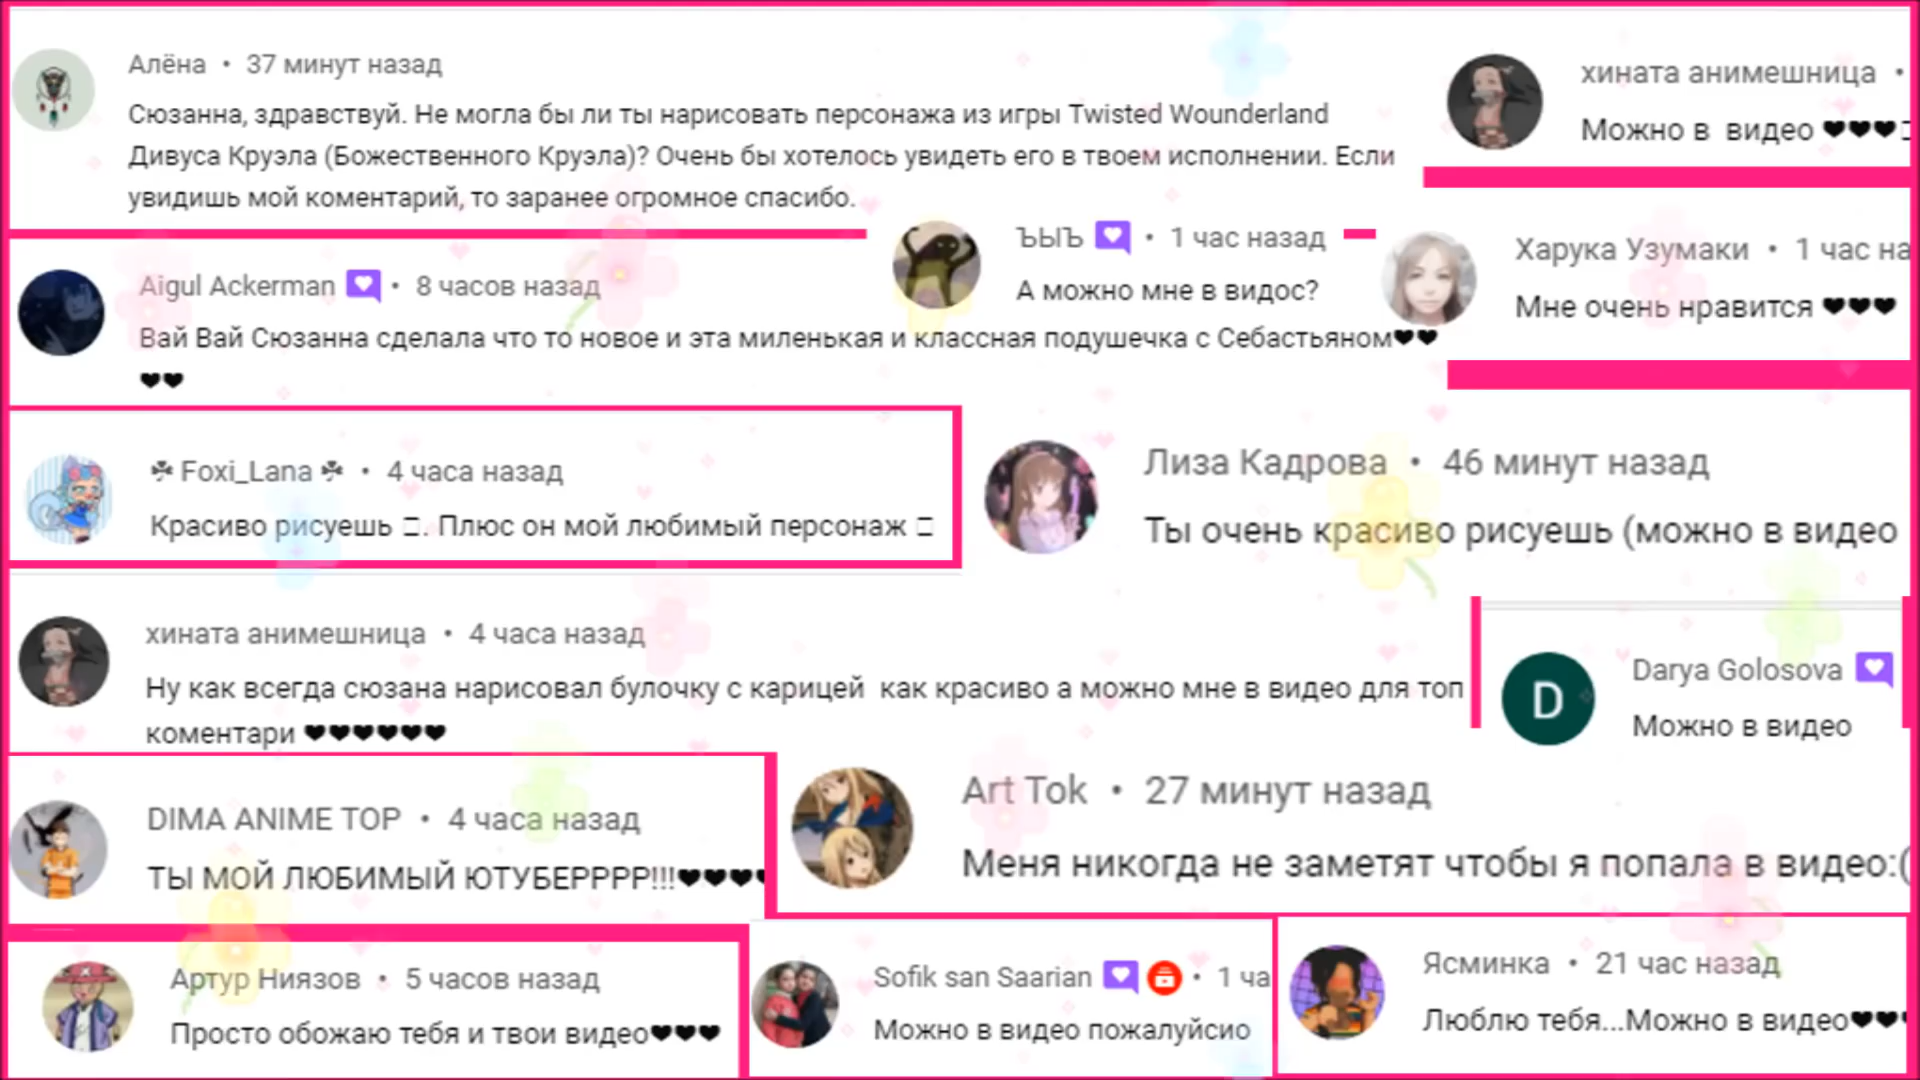 Алёна • 37 минут назад
Сюзанна, здравствуй. Не могла бы ли ты нарисовать персонажа из игры Twisted Wounderland
Дивуса Круэла (Божественного Круэла)? Очень бы хотелось увидеть его в твоем исполнении. Если
увидишь мой коментарий, то заранее огромное спасибо.
хината анимешница •
Можно в видео ❤❤❤
ЪЫЪ • 1 час назад
А можно мне в видос?
Харука Узумаки • 1 час на
Мне очень нравится ❤❤❤
Aigul Ackerman • 8 часов назад
Вай Вай Сюзанна сделала что то новое и эта миленькая и классная подушечка с Себастьяном❤❤
❤❤
☘ Foxi_Lana ☘ • 4 часа назад
Красиво рисуешь . Плюс он мой любимый персонаж
Лиза Кадрова • 46 минут назад
Ты очень красиво рисуешь (можно в видео
хината анимешница • 4 часа назад
Ну как всегда сюзана нарисовал булочку с карицей как красиво а можно мне в видео для топ
коментари ❤❤❤❤❤❤
D
Darya Golosova
Можно в видео
DIMA ANIME TOP • 4 часа назад
ТЫ МОЙ ЛЮБИМЫЙ ЮТУБЕРРРР!!!❤❤❤❤
Art Tok • 27 минут назад
Меня никогда не заметят чтобы я попала в видео:(
Артур Ниязов • 5 часов назад
Просто обожаю тебя и твои видео❤❤❤
Sofik san Saarian • 1 ча
Можно в видео пожалуйсио
Ясминка • 21 час назад
Люблю тебя...Можно в видео❤❤❤